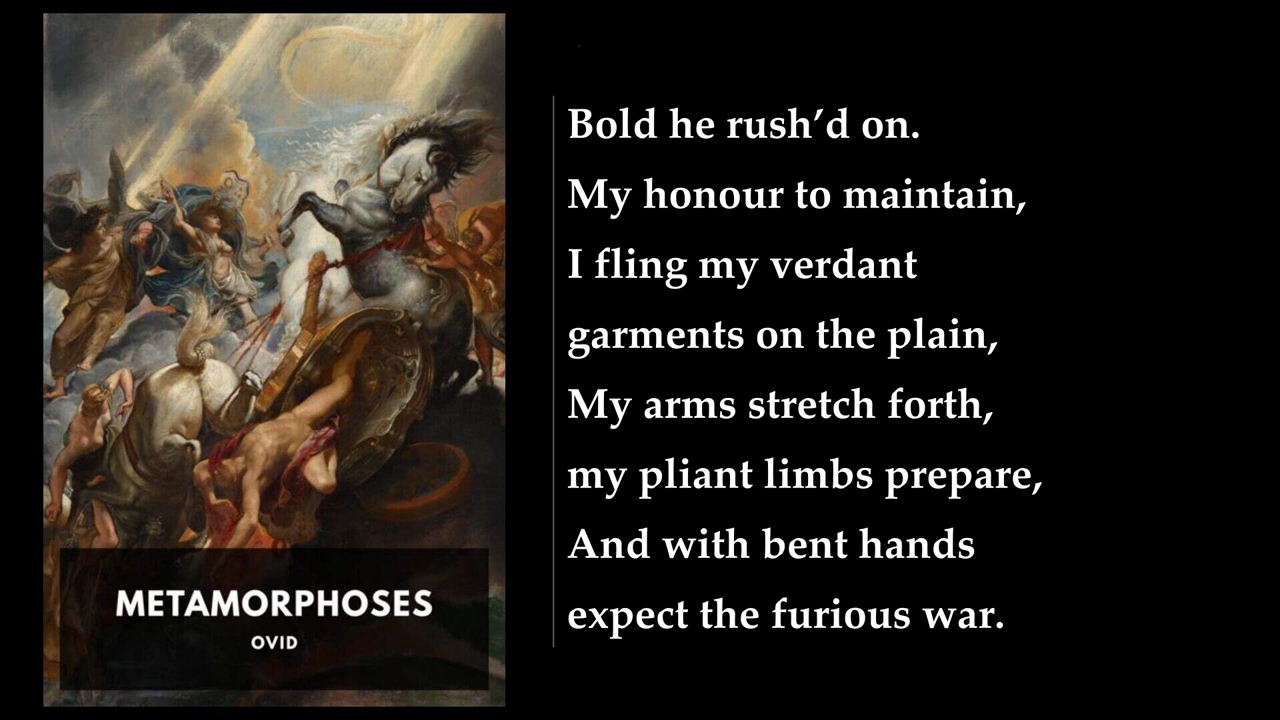 METAMORPHOSES
OVID
Bold he rush’d on.
My honour to maintain,
I fling my verdant
garments on the plain,
My arms stretch forth,
my pliant limbs prepare,
And with bent hands
expect the furious war.